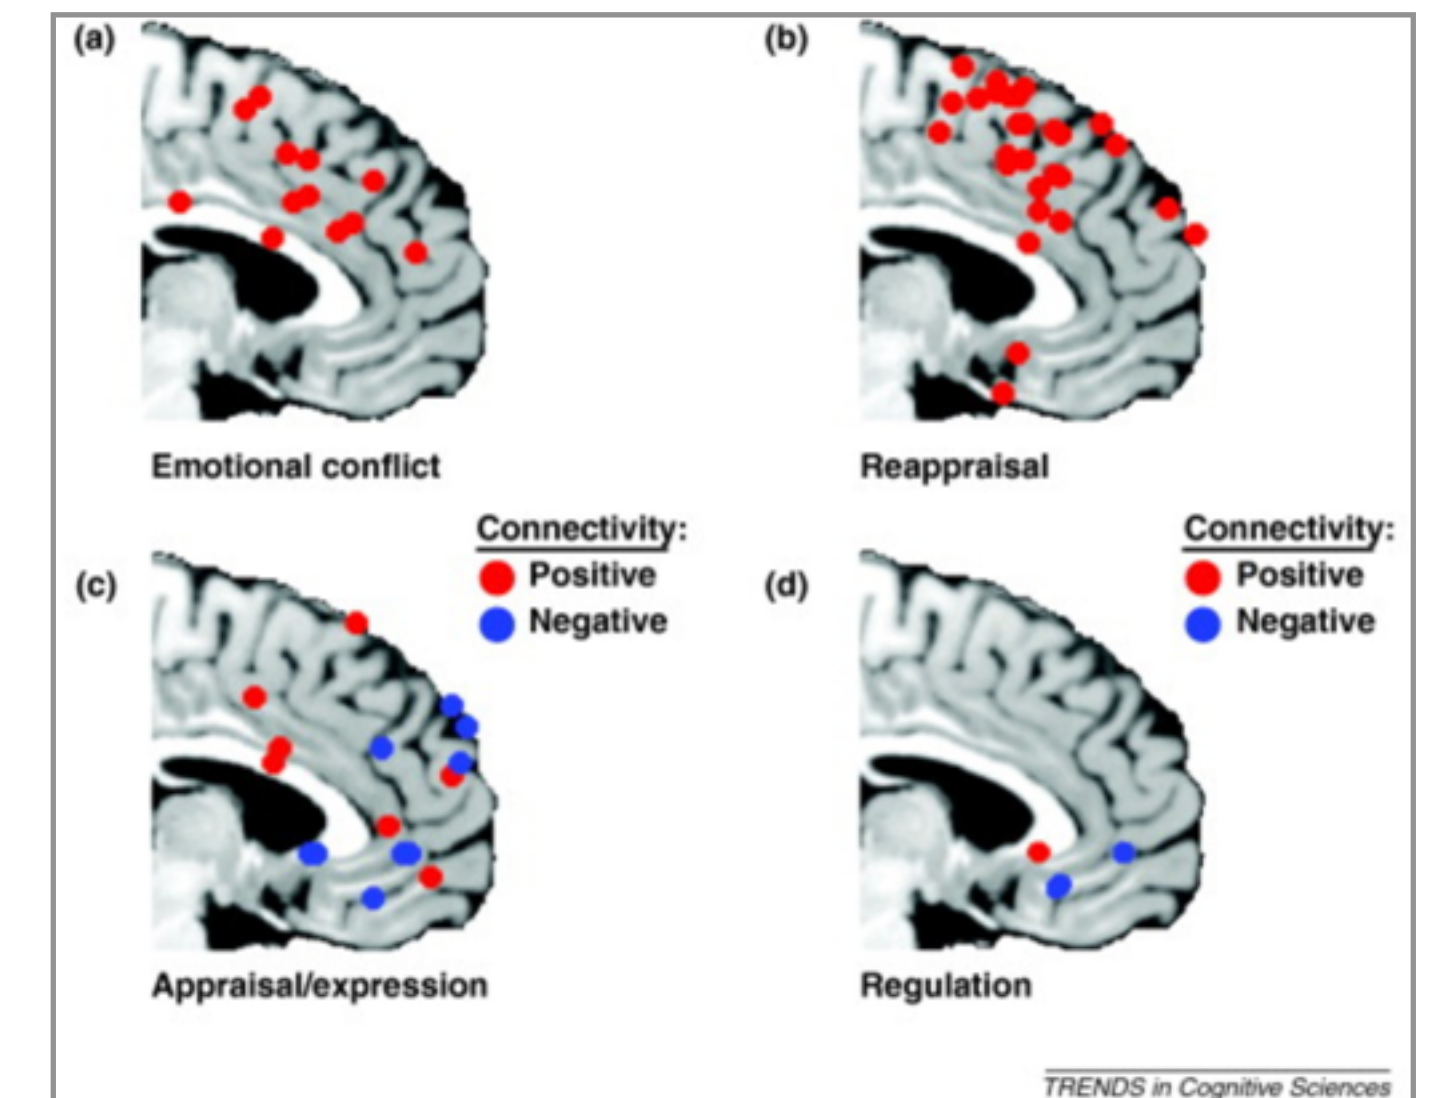 (a)
(b)
Emotional conflict
Reappraisal
Connectivity:
Positive
Negative
Connectivity:
Positive
Negative
(c)
(d)
Appraisal/expression
Regulation
TRENDS in Cognitive Sciences